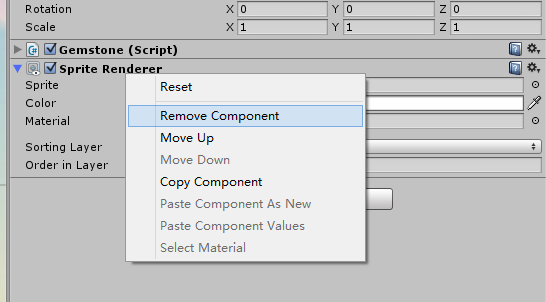 Rotation X 0 Y 0 Z 0
Scale X 1 Y 1 Z 1
Gemstone (Script)
Sprite Renderer
Sprite
Color
Material
Sorting Layer
Order in Layer
Reset
Remove Component
Move Up
Move Down
Copy Component
Paste Component As New
Paste Component Values
Select Material